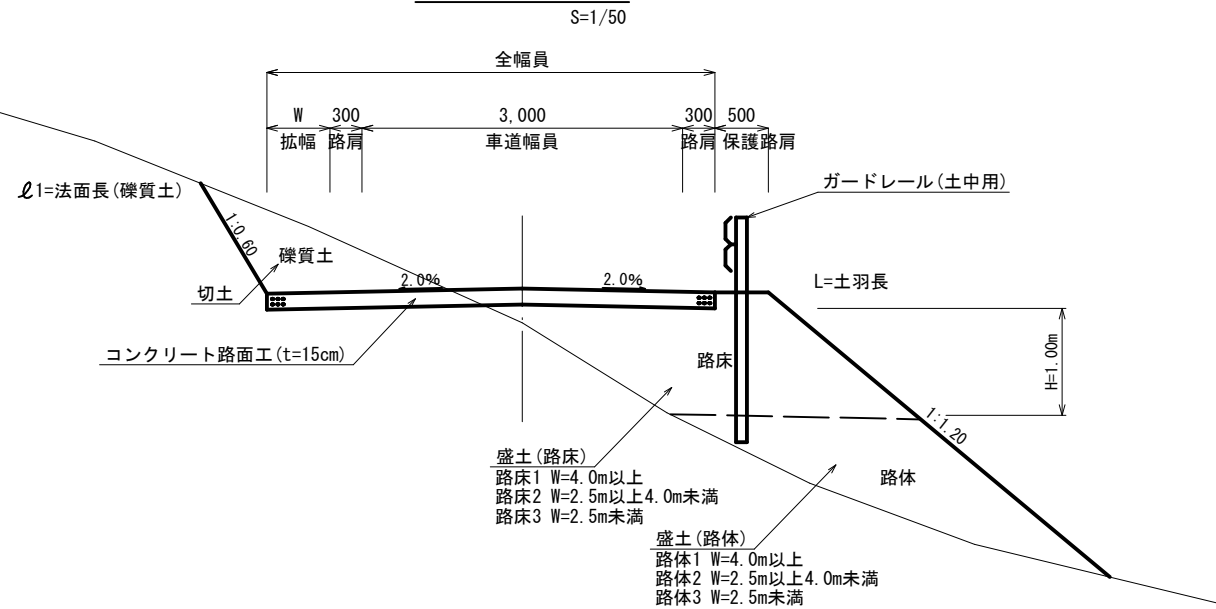 S=1/50
全幅員
W
300
3,000
300
500
拡幅
路肩
車道幅員
路肩
保護路肩
ℓ1=法面長(礫質土)
ガードレール(土中用)
1:0.60
礫質土
切土
2.0%
2.0%
L=土羽長
コンクリート路面工(t=15cm)
路床
H=1.00m
1:1.20
盛土(路床)
路床1 W=4.0m以上
路床2 W=2.5m以上4.0m未満
路床3 W=2.5m未満
路体
盛土(路体)
路体1 W=4.0m以上
路体2 W=2.5m以上4.0m未満
路体3 W=2.5m未満